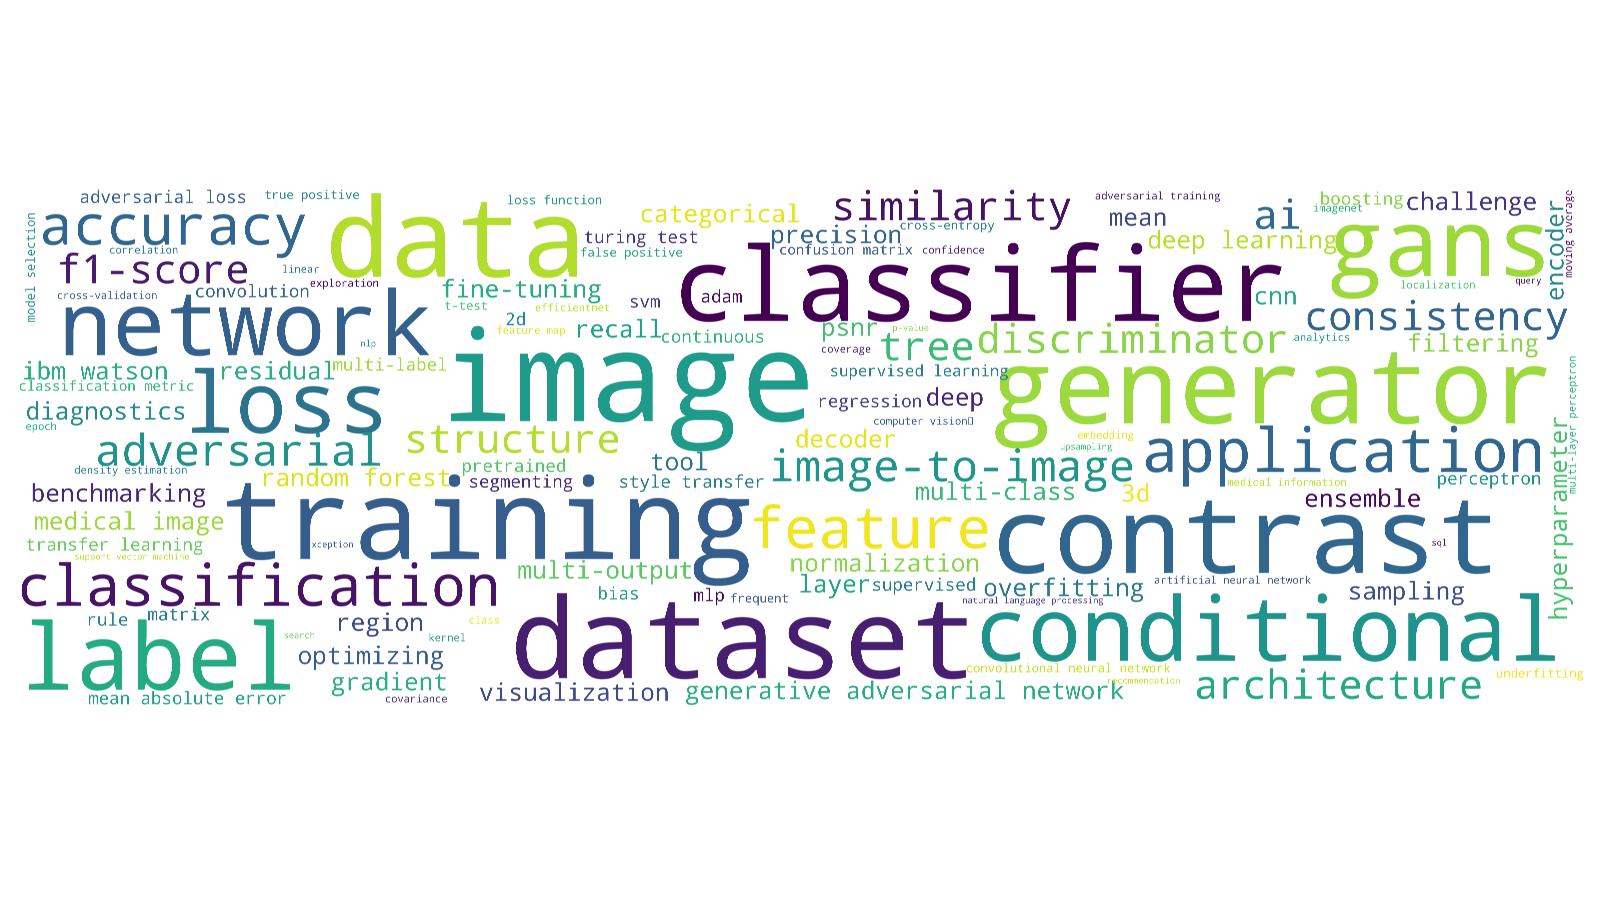 adversarial loss
true positive
loss function
categorical
similarity
adversarial training
mean
ai
boosting
imagenet
challenge
model selection
accuracy
correlation
data
turing test
false positive
precision
cross-entropy
confusion matrix
confidence
deep learning
gans
encoder
moving average
f1-score
linear
exploration
cross-validation
convolution
fine-tuning
t-test
efficientnet
svm
adam
classifier
cnn
localization
query
consistency
network
nlp
2d
feature map
recall
continuous
psnr
p-value
coverage
tree
discriminator
analytics
filtering
ibm watson
classification metric
residual
multi-label
image
supervised learning
generator
multi-layer perceptron
diagnostics
epoch
loss
regression
deep
computer vision
adversarial
structure
decoder
embedding
upsampling
application
hyperparameter
density estimation
random forest
pretrained
segmenting
tool
style transfer
image-to-image
multi-class
3d
medical information
perceptron
ensemble
benchmarking
medical image
transfer learning
support vector machine
training
xception
feature
contrast
sql
normalization
classification
multi-output
bias
mlp
frequent
layer
supervised
overfitting
artificial neural network
natural language processing
sampling
rule
matrix
region
search
kernel
class
label
optimizing
gradient
dataset
conditional
convolutional neural network
recommendation
underfitting
mean absolute error
covariance
visualization
generative adversarial network
architecture